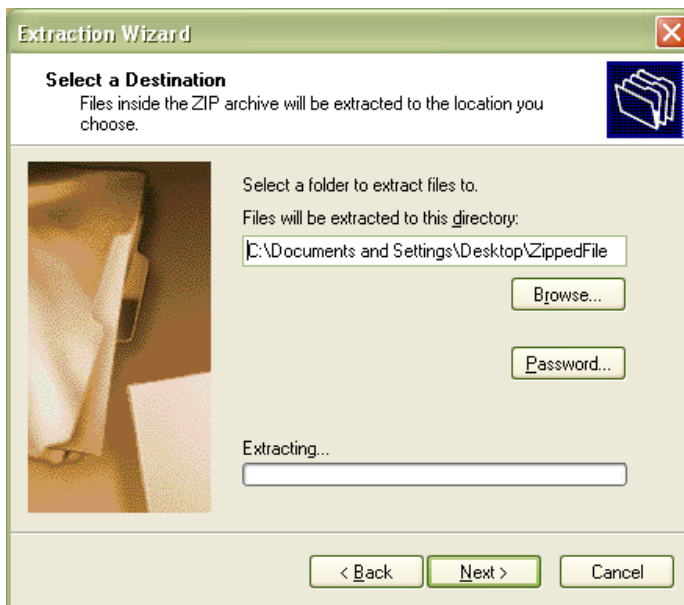 Extraction Wizard
Select a Destination
Files inside the ZIP archive will be extracted to the location you
choose.
Select a folder to extract files to.
Files will be extracted to this directory:
C:\Documents and Settings\Desktop\ZippedFile
Browse...
Password...
Extracting...
< Back
Next >
Cancel